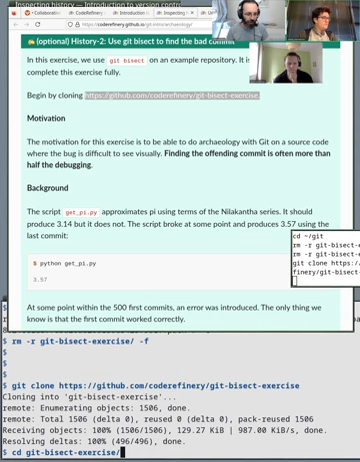 Inspecting history — Introduction to version contro
https://coderefinery.github.io/git-intro/archaeology/
(optional) History-2: Use git bisect to find the bad commit
In this exercise, we use git bisect on an example repository. It is
complete this exercise fully.
Begin by cloning https://github.com/coderefinery/git-bisect-exercise.
Motivation
The motivation for this exercise is to be able to do archaeology with Git on a source code
where the bug is difficult to see visually. Finding the offending commit is often more than
half the debugging.
Background
The script get_pi.py approximates pi using terms of the Nilakantha series. It should
produce 3.14 but it does not. The script broke at some point and produces 3.57 using the
last commit:
$ python get_pi.py
3.57
At some point within the 500 first commits, an error was introduced. The only thing we
know is that the first commit worked correctly.
cd ~/git
rm -r git-bisect-e
rm -r git-bisect-e
git clone https:/
finery/git-bisect-
$ rm -r git-bisect-exercise/ -f
$
$
$
$ git clone https://github.com/coderefinery/git-bisect-exercise
Cloning into 'git-bisect-exercise'...
remote: Enumerating objects: 1506, done.
remote: Total 1506 (delta 0), reused 0 (delta 0), pack-reused 1506
Receiving objects: 100% (1506/1506), 129.27 KiB | 987.00 KiB/s, done.
Resolving deltas: 100% (496/496), done.
$ cd git-bisect-exercise/